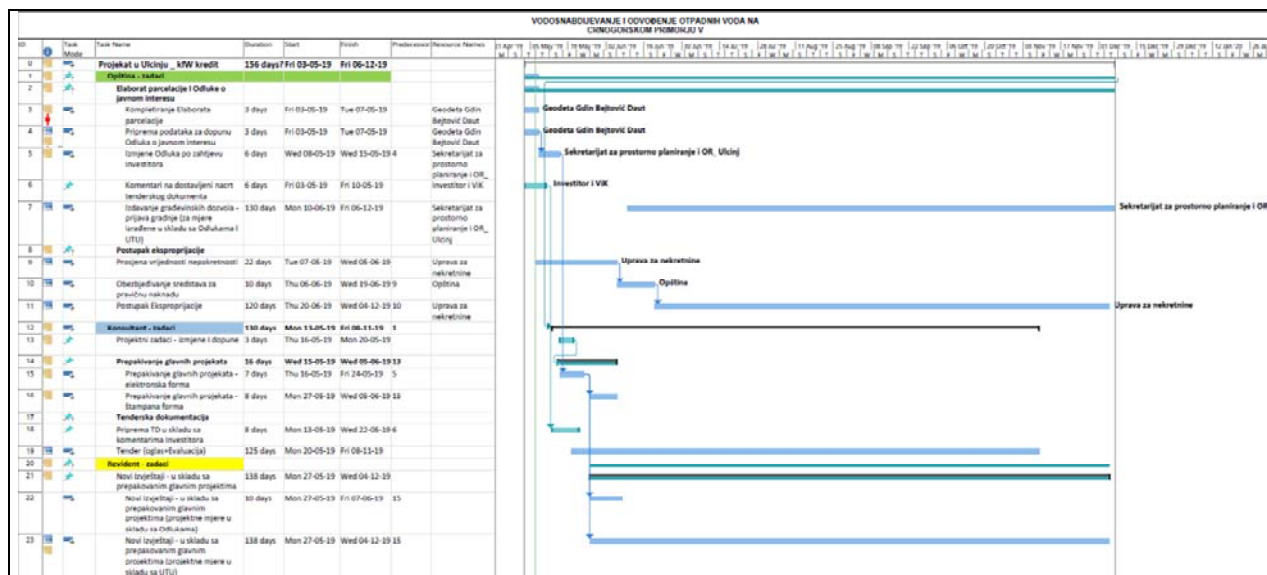 VODOSNABDIJEVANJE I ODVOĐENJE OTPADNIH VODA NA
CRNOGORSKOM PRIMORJU V
ID Task Mode Task Name Duration Start Finish Predecessor Resource Names
0 Projekat u Ulcinju _ kfW kredit 156 days? Fri 03-05-19 Fri 06-12-19
1 Opština - zadaci
2 Elaborat parcelacije I Odluke o
javnom interesu
3 Kompletiranje Elaborata 3 days Fri 03-05-19 Tue 07-05-19 Geodeta Gdin
parcelacije Bejtović Daut
Geodeta Gdin Bejtović Daut
4 Priprema podataka za dopunu 3 days Fri 03-05-19 Tue 07-05-19 Geodeta Gdin
Odluka o javnom interesu Bejtović Daut
Geodeta Gdin Bejtović Daut
5 Izmjene Odluka po zahtjevu 6 days Wed 08-05-19 Wed 15-05-19 4 Sekretarijat za
investitora prostorno
planiranje i OR_
Sekretarijat za prostorno planiranje i OR_ Ulcinj
6 Komentari na dostavljeni nacrt 6 days Fri 03-05-19 Fri 10-05-19 Investitor i ViK
tenderskog dokumenta
Investitor i ViK
7 Izdavanje građevinskih dozvola - 130 days Mon 10-06-19 Fri 06-12-19 Sekretarijat za
prijava gradnje (za mjere prostorno
izrađene u skladu sa Odlukama I planiranje i OR_
UTU) Ulcinj
Sekretarijat za prostorno planiranje i OR
8 Postupak eksproprijacije
9 Procjena vrijednosti nepokretnosti 22 days Tue 07-05-19 Wed 05-06-19 Uprava za
nekretnine
Uprava za nekretnine
10 Obezbjeđivanje sredstava za 10 days Thu 06-06-19 Wed 19-06-19 9 Opština
pravičnu naknadu
Opština
11 Postupak Eksproprijacije 120 days Thu 20-06-19 Wed 04-12-19 10 Uprava za
nekretnine
Uprava za nekretnine
12 Konsultant - zadaci 130 days Mon 13-05-19 Fri 08-11-19 1
13 Projektni zadaci - izmjene i dopune 3 days Thu 16-05-19 Mon 20-05-19
14 Prepakivanje glavnih projekata 16 days Wed 15-05-19 Wed 05-06-19 13
15 Prepakivanje glavnih projekata - 7 days Thu 16-05-19 Fri 24-05-19 5
elektronska forma
16 Prepakivanje glavnih projekata - 8 days Mon 27-05-19 Wed 05-06-19 15
štampana forma
17 Tenderska dokumentacija
18 Priprema TD u skladu sa 8 days Mon 13-05-19 Wed 22-05-19 6
komentarima Investitora
19 Tender (oglas+Evaluacija) 125 days Mon 20-05-19 Fri 08-11-19
20 Revident - zadaci
21 Novi izvještaji - u skladu sa 138 days Mon 27-05-19 Wed 04-12-19
prepakovanim glavnim projektima
22 Novi izvještaji - u skladu sa 10 days Mon 27-05-19 Fri 07-06-19 15
prepakovanim glavnim
projektima (projektne mjere u
skladu sa Odlukama)
23 Novi izvještaji - u skladu sa 138 days Mon 27-05-19 Wed 04-12-19 15
prepakovanim glavnim
projektima (projektne mjere u
skladu sa UTU)